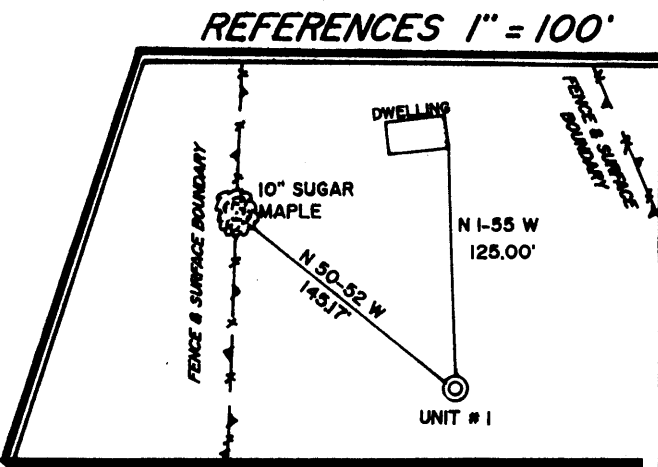 REFERENCES 1" = 100'
DWELLING
FENCE & SURFACE
BOUNDARY
10" SUGAR
MAPLE
FENCE & SURFACE BOUNDARY
N 1-55 W
125.00'
N 50-52 W
145.17'
UNIT # 1